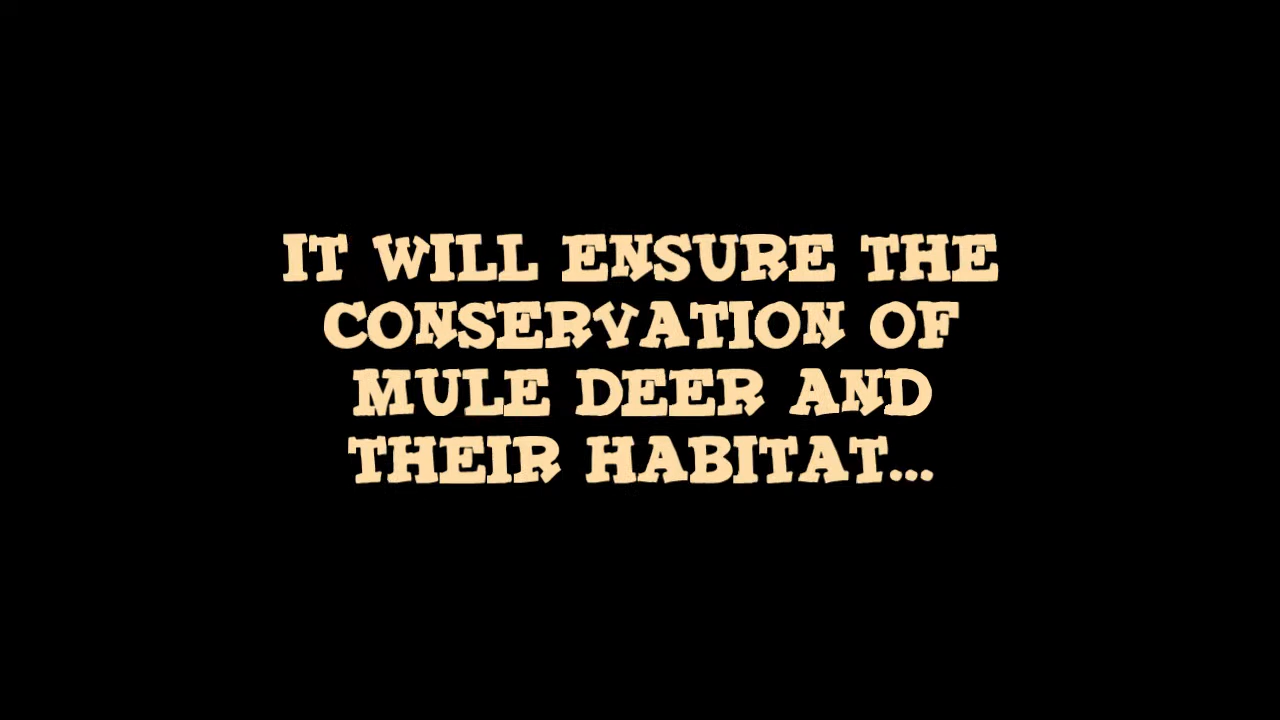 IT WILL ENSURE THE
CONSERVATION OF
MULE DEER AND
THEIR HABITAT...